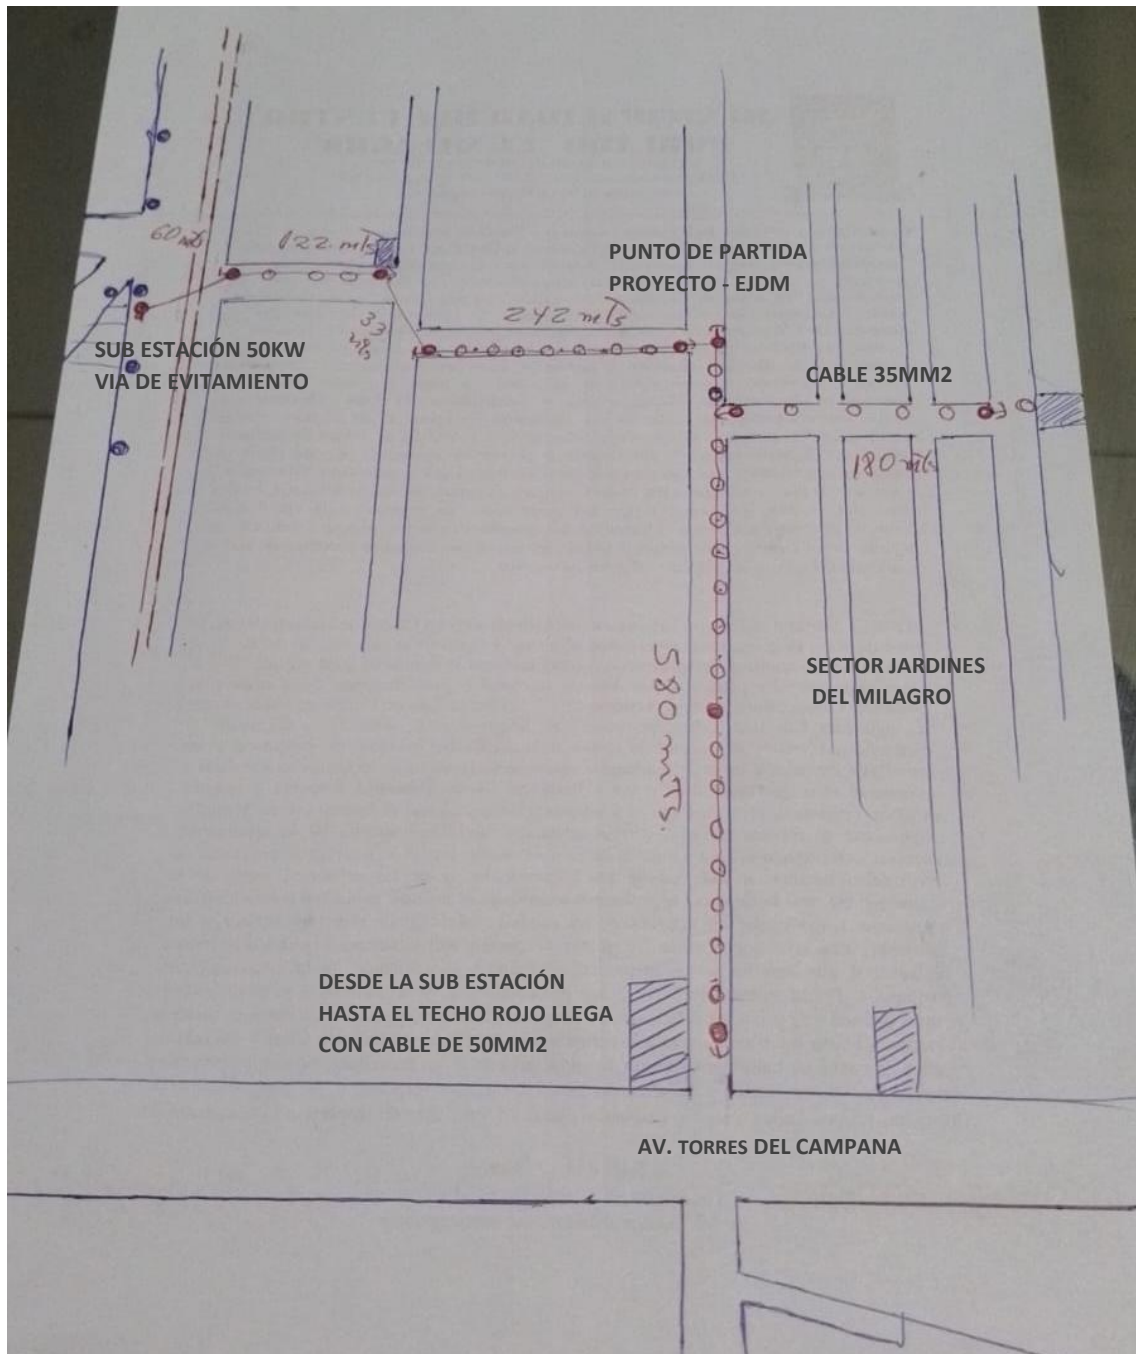 60 mts
122 mts
PUNTO DE PARTIDA
PROYECTO - EJDM
242 mts
33
mts
SUB ESTACIÓN 50KW
VIA DE EVITAMIENTO
CABLE 35MM2
180 mts
580 mTs.
SECTOR JARDINES
DEL MILAGRO
DESDE LA SUB ESTACIÓN
HASTA EL TECHO ROJO LLEGA
CON CABLE DE 50MM2
AV. TORRES DEL CAMPANA